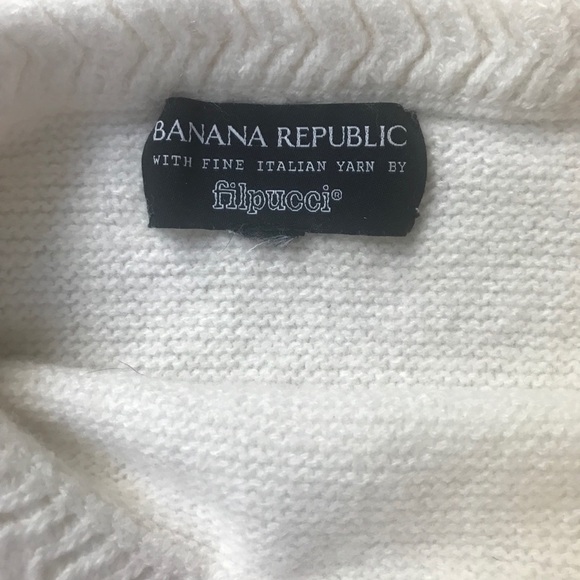 BANANA REPUBLIC
WITH FINE ITALIAN YARN BY
filpucci®